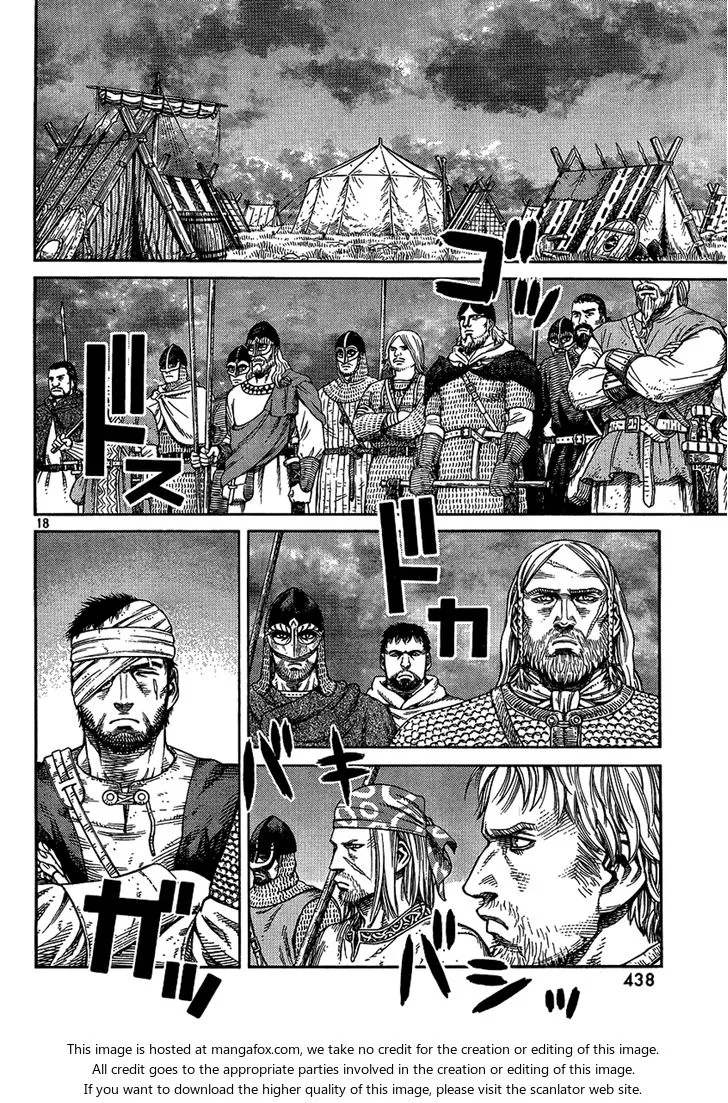 ゴッ
ドスッ
18
ドカ
バキ
ガッ
バシッ
438
This image is hosted at mangafox.com, we take no credit for the creation or editing of this image.
All credit goes to the appropriate parties involved in the creation or editing of this image.
If you want to download the higher quality of this image, please visit the scanlator web site.